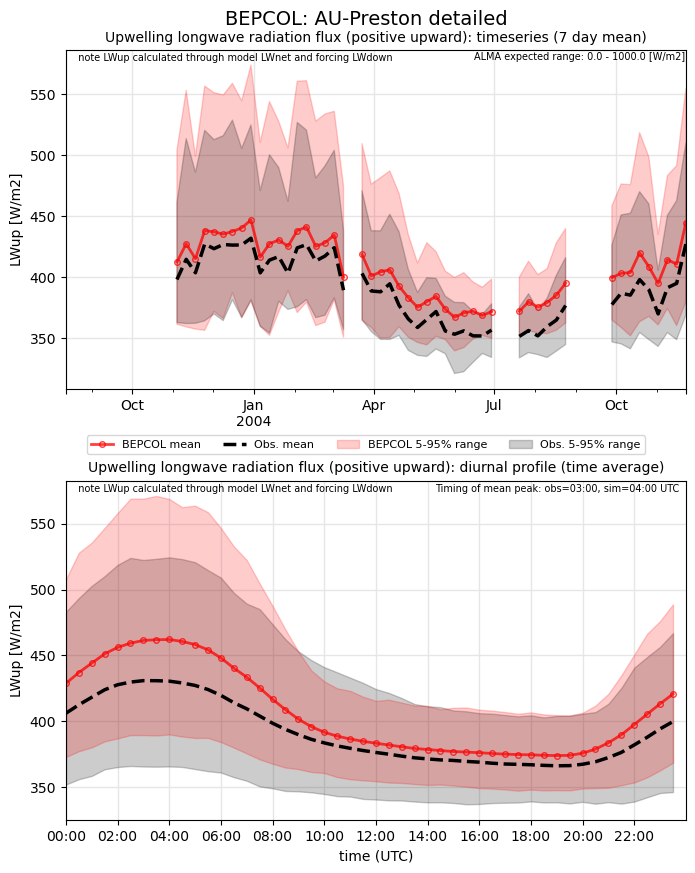 BEPCOL: AU-Preston detailed
Upwelling longwave radiation flux (positive upward): timeseries (7 day mean)
note LWup calculated through model LWnet and forcing LWdown
ALMA expected range: 0.0 - 1000.0 [W/m2]
550
500
450
400
350
LWup [W/m2]
Oct
Jan
2004
Apr
Jul
Oct
BEPCOL mean
Obs. mean
BEPCOL 5-95% range
Obs. 5-95% range
Upwelling longwave radiation flux (positive upward): diurnal profile (time average)
note LWup calculated through model LWnet and forcing LWdown
Timing of mean peak: obs=03:00, sim=04:00 UTC
550
500
450
400
350
LWup [W/m2]
00:00
02:00
04:00
06:00
08:00
10:00
12:00
14:00
16:00
18:00
20:00
22:00
time (UTC)